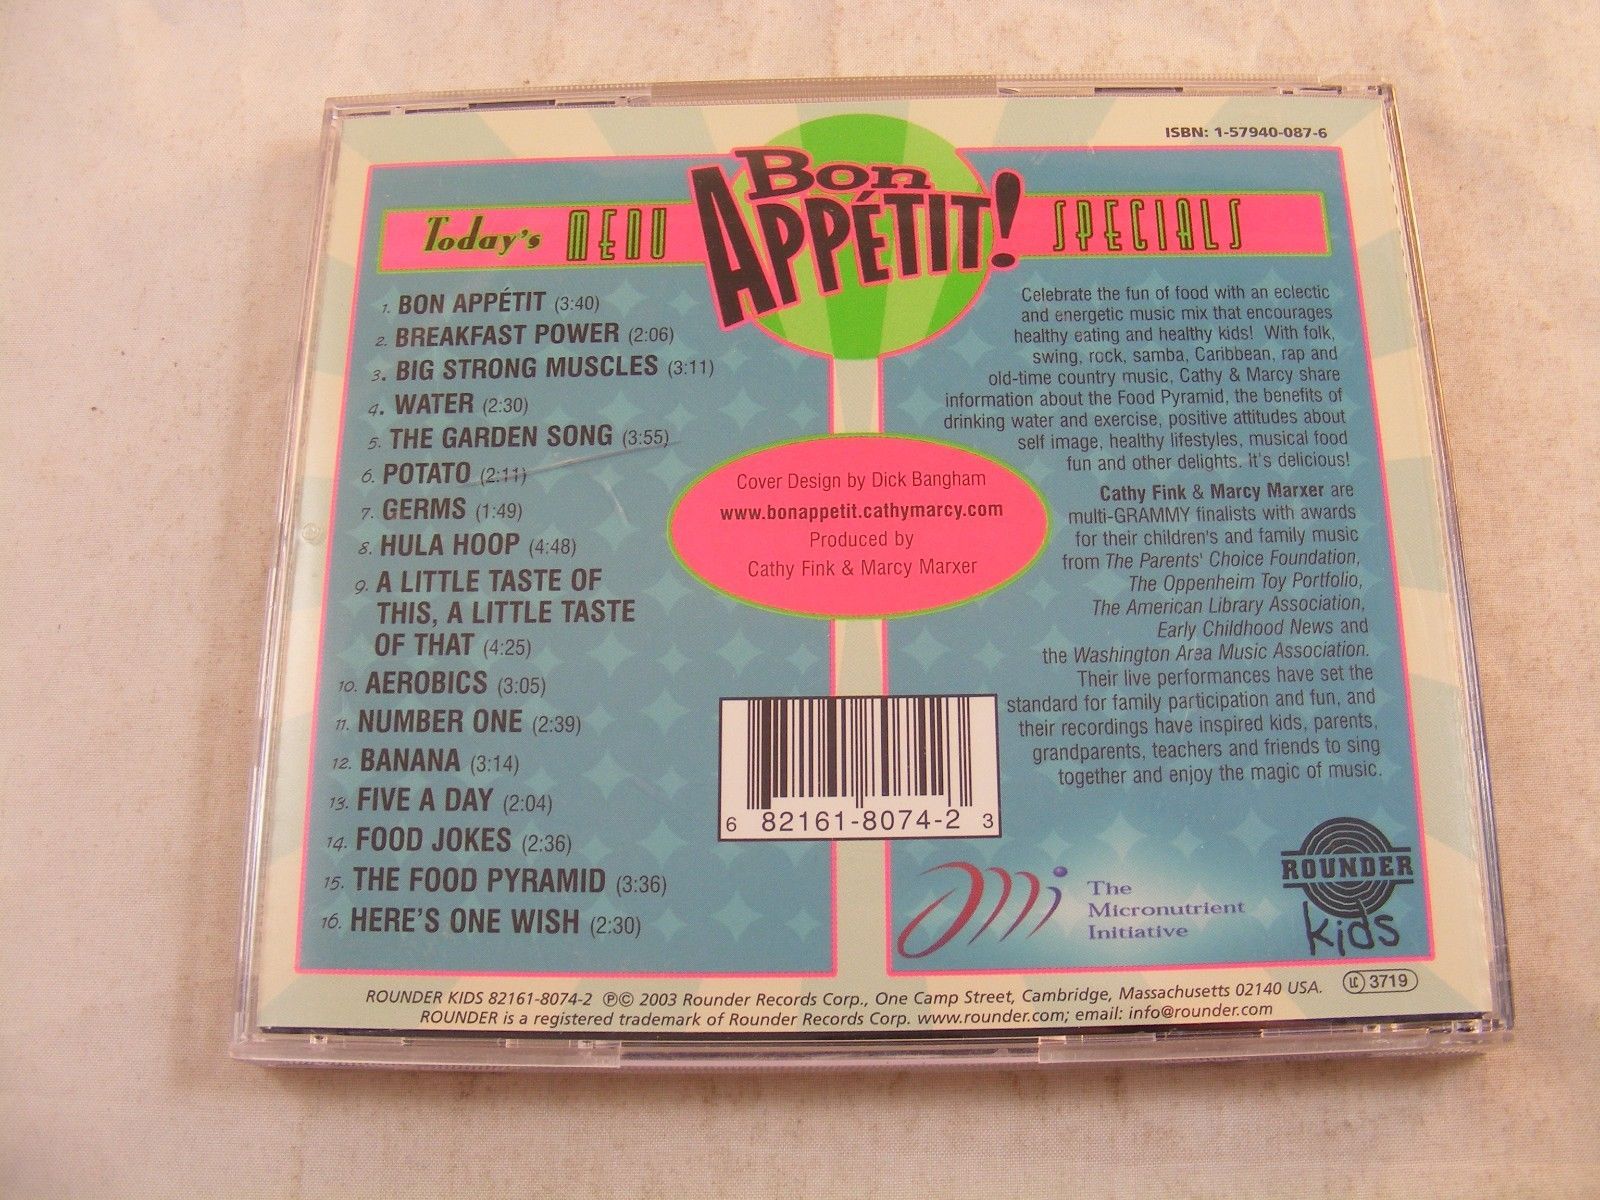 ISBN: 1-57940-087-6
Bon
APPÉTIT!
Today's MENU
SPECIALS
1. BON APPÉTIT (3:40)
2. BREAKFAST POWER (2:06)
3. BIG STRONG MUSCLES (3:11)
4. WATER (2:30)
5. THE GARDEN SONG (3:55)
6. POTATO (2:11)
7. GERMS (1:49)
8. HULA HOOP (4:48)
9. A LITTLE TASTE OF
THIS, A LITTLE TASTE
OF THAT (4:25)
10. AEROBICS (3:05)
11. NUMBER ONE (2:39)
12. BANANA (3:14)
13. FIVE A DAY (2:04)
14. FOOD JOKES (2:36)
15. THE FOOD PYRAMID (3:36)
16. HERE'S ONE WISH (2:30)
Cover Design by Dick Bangham
www.bonappetit.cathymarcy.com
Produced by
Cathy Fink & Marcy Marxer
Celebrate the fun of food with an eclectic
and energetic music mix that encourages
healthy eating and healthy kids! With folk,
swing, rock, samba, Caribbean, rap and
old-time country music, Cathy & Marcy share
information about the Food Pyramid, the benefits of
drinking water and exercise, positive attitudes about
self image, healthy lifestyles, musical food
fun and other delights. It's delicious!
Cathy Fink & Marcy Marxer are
multi-GRAMMY finalists with awards
for their children's and family music
from The Parents' Choice Foundation,
The Oppenheim Toy Portfolio,
The American Library Association,
Early Childhood News and
the Washington Area Music Association.
Their live performances have set the
standard for family participation and fun, and
their recordings have inspired kids, parents,
grandparents, teachers and friends to sing
together and enjoy the magic of music.
6 82161-8074-2 3
mi The
Micronutrient
Initiative
ROUNDER
kids
ROUNDER KIDS 82161-8074-2 ℗© 2003 Rounder Records Corp., One Camp Street, Cambridge, Massachusetts 02140 USA.
LC 3719
ROUNDER is a registered trademark of Rounder Records Corp. www.rounder.com; email: info@rounder.com